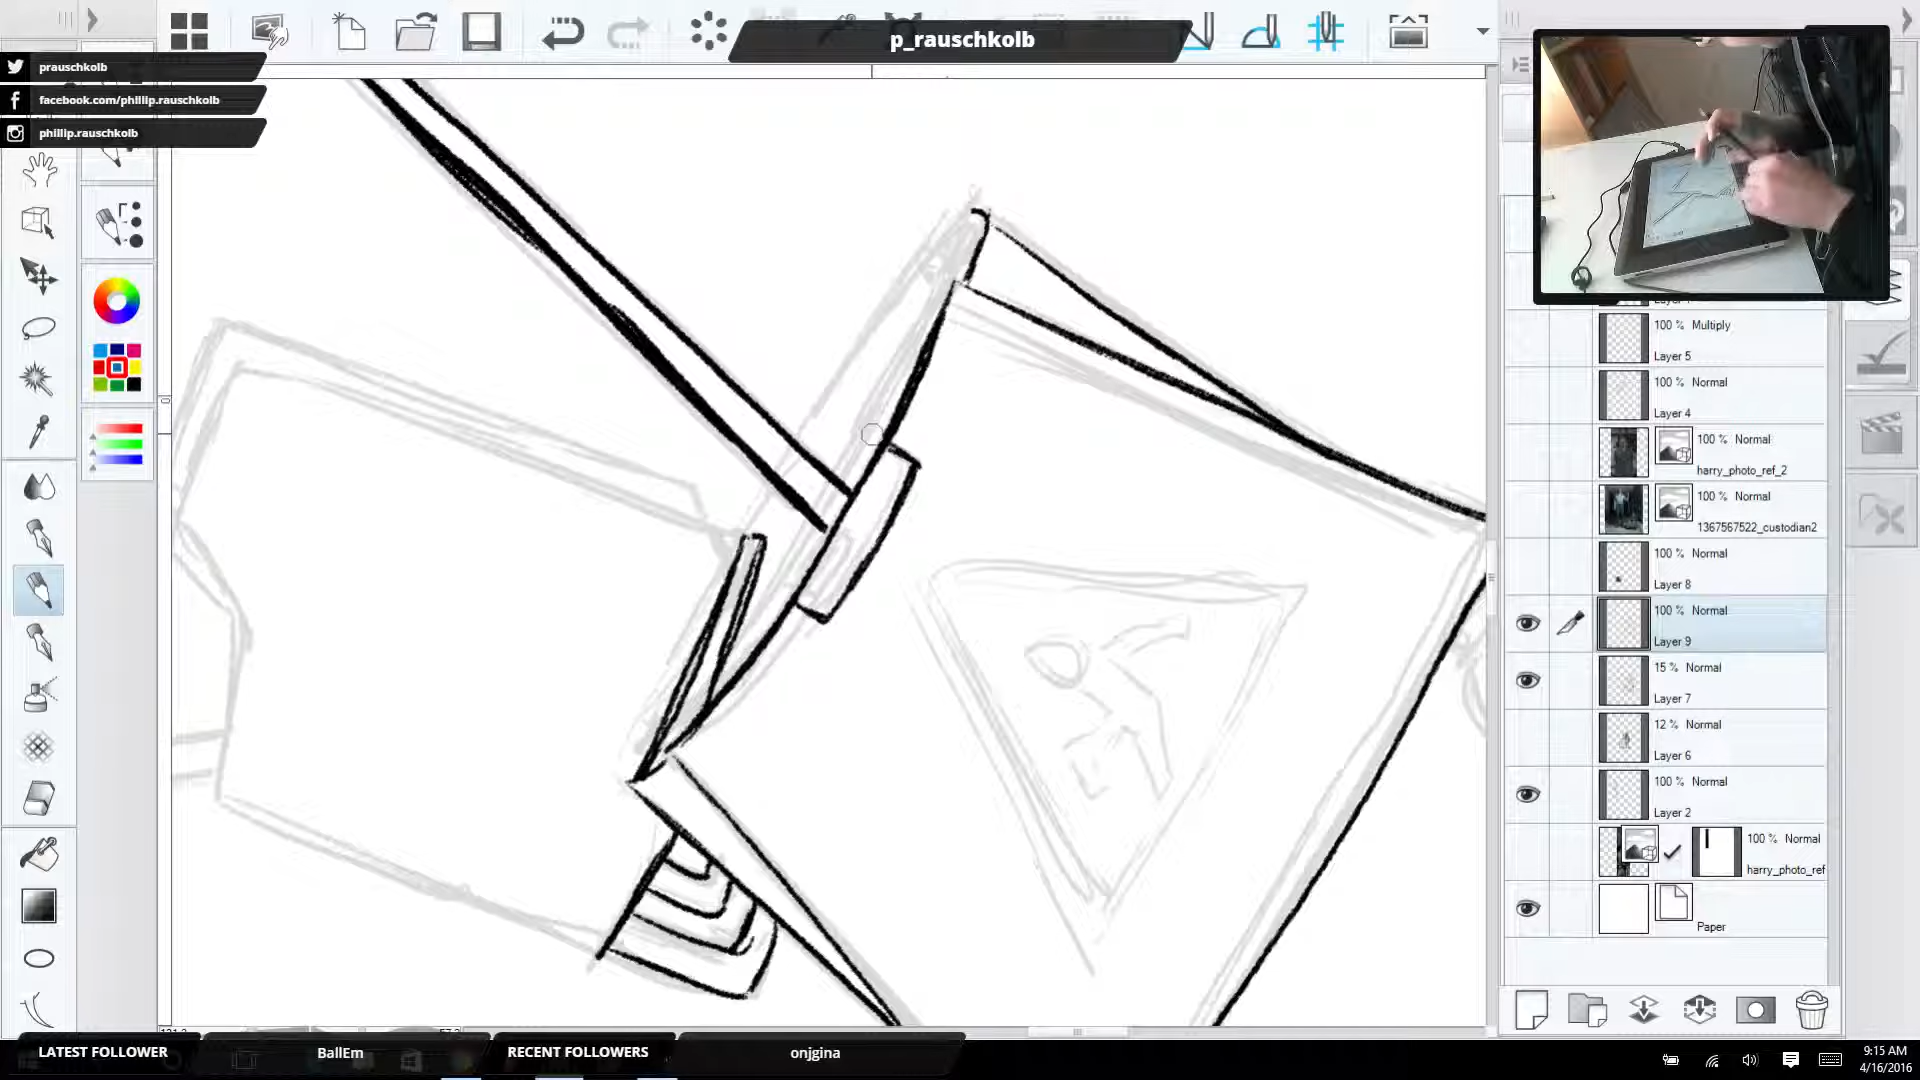 p_rauschkolb
prauschkolb
facebook.com/phillip.rauschkolb
phillip.rauschkolb
100 % Multiply
Layer 5
100 % Normal
Layer 4
100 % Normal
harry_photo_ref_2
100 % Normal
1367567522_custodian2
100 % Normal
Layer 8
100 % Normal
Layer 9
15 % Normal
Layer 7
12 % Normal
Layer 6
100 % Normal
Layer 2
100 % Normal
harry_photo_ref
Paper
LATEST FOLLOWER
BallEm
RECENT FOLLOWERS
onjgina
9:15 AM
4/16/2016